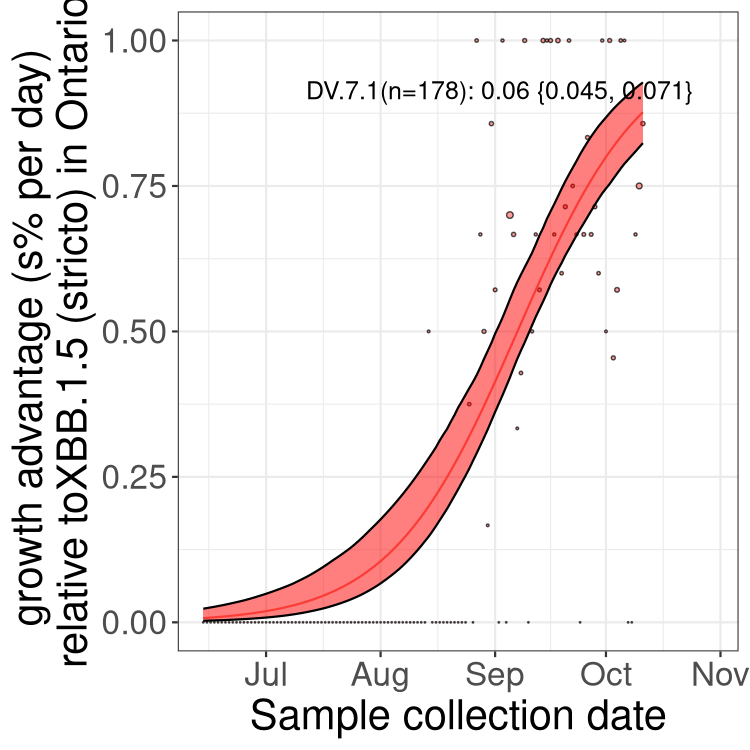 growth advantage (s% per day)
relative toXBB.1.5 (stricto) in Ontario
1.00
0.75
0.50
0.25
0.00
DV.7.1(n=178): 0.06 {0.045, 0.071}
Jul Aug Sep Oct Nov
Sample collection date